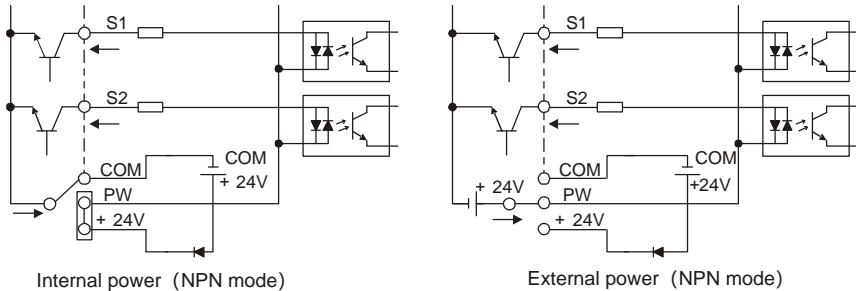 S1
S2
COM
COM
+ 24V
PW
+ 24V
Internal power（NPN mode）
S1
S2
COM
COM
+24V
+ 24V
PW
+ 24V
External power（NPN mode）